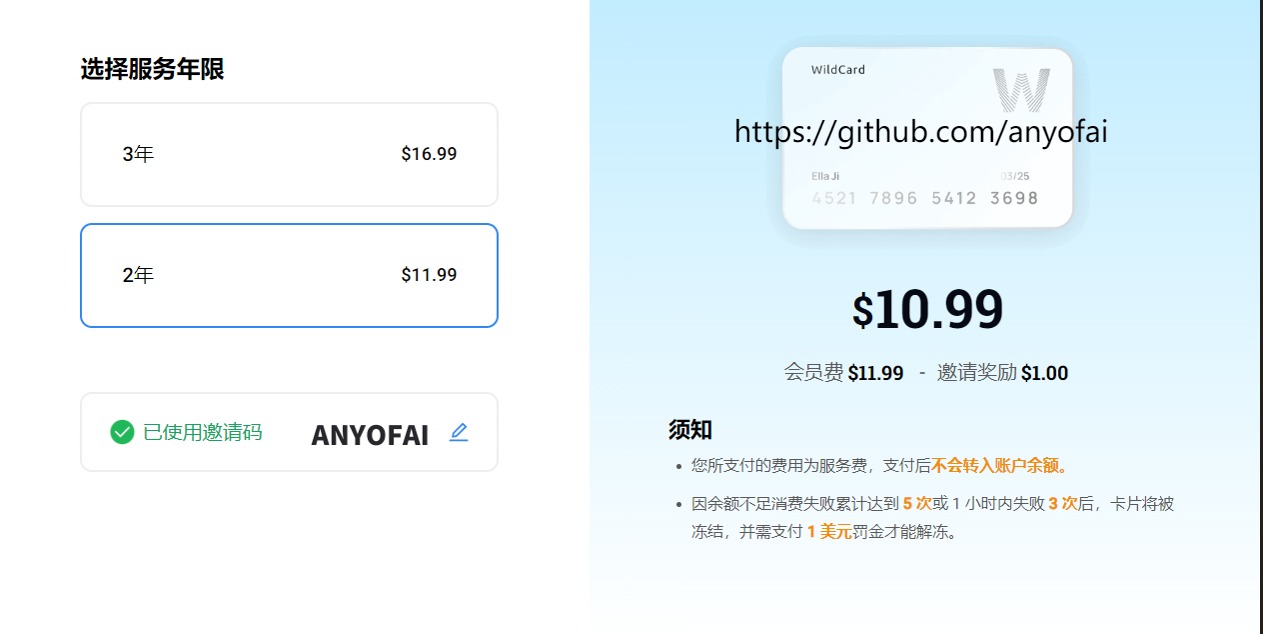 选择服务年限
3年 $16.99
2年 $11.99
已使用邀请码 ANYOFAI
WildCard
W
https://github.com/anyofai
Ella Ji 03/25
4521 7896 5412 3698
$10.99
会员费 $11.99 - 邀请奖励 $1.00
须知
• 您所支付的费用为服务费，支付后不会转入账户余额。
• 因余额不足消费失败累计达到 5 次或 1 小时内失败 3 次后，卡片将被
冻结，并需支付 1 美元罚金才能解冻。